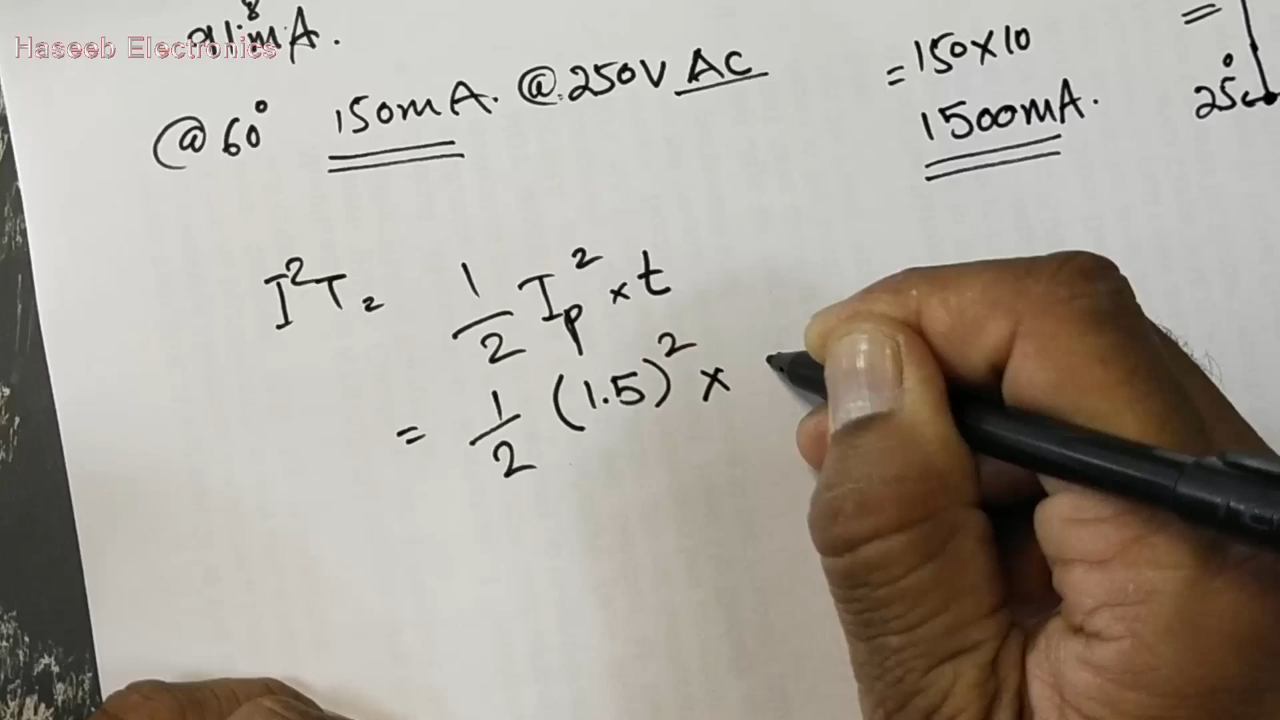 Haseeb Electronics
mA.
@60° 150mA. @.250V AC
= 150×10
1500mA.
=
25°c
I²T = 1/2 Ip² × t
= 1/2 (1.5)² ×